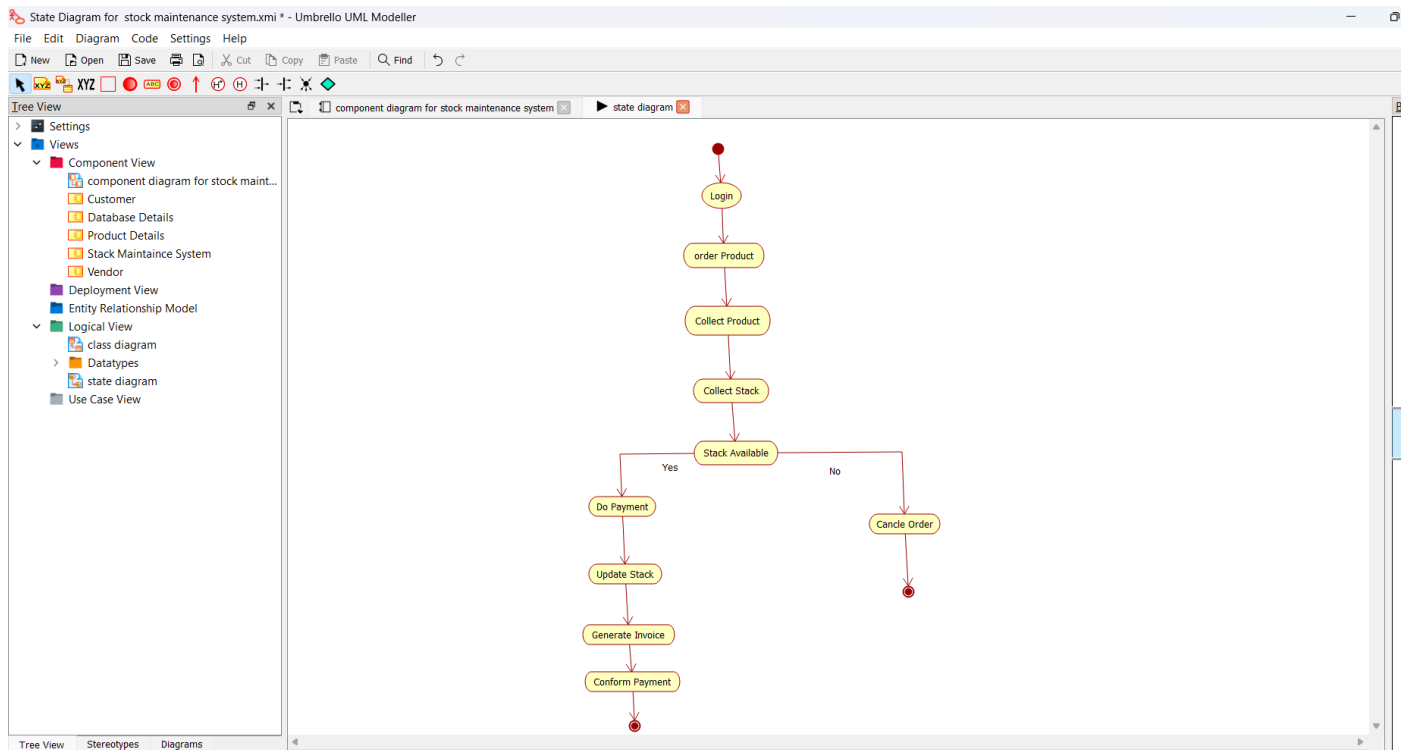 State Diagram for stock maintenance system.xmi * - Umbrello UML Modeller
File Edit Diagram Code Settings Help
New Open Save Cut Copy Paste Find
XYZ XYZ XYZ ABC H* H
Tree View
component diagram for stock maintenance system
state diagram
Settings
Views
Component View
component diagram for stock maint...
Customer
Database Details
Product Details
Stack Maintaince System
Vendor
Deployment View
Entity Relationship Model
Logical View
class diagram
Datatypes
state diagram
Use Case View
Login
order Product
Collect Product
Collect Stack
Stack Available
Yes
No
Do Payment
Cancle Order
Update Stack
Generate Invoice
Conform Payment
Tree View Stereotypes Diagrams